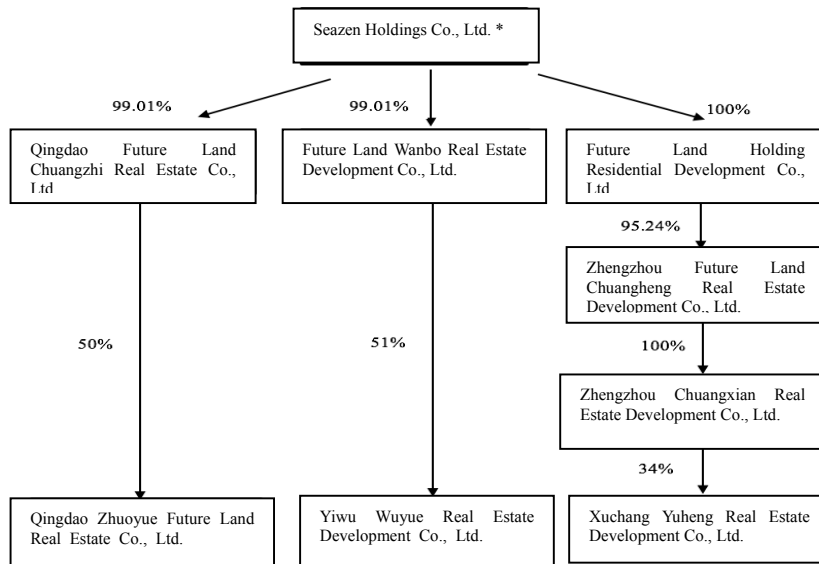 Seazen Holdings Co., Ltd. *
99.01%
99.01%
100%
Qingdao Future Land
Chuangzhi Real Estate Co.,
Ltd.
Future Land Wanbo Real Estate
Development Co., Ltd.
Future Land Holding
Residential Development Co.,
Ltd.
95.24%
Zhengzhou Future Land
Chuangheng Real Estate
Development Co., Ltd.
50%
51%
100%
Zhengzhou Chuangxian Real
Estate Development Co., Ltd.
34%
Qingdao Zhuoyue Future Land
Real Estate Co., Ltd.
Yiwu Wuyue Real Estate
Development Co., Ltd.
Xuchang Yuheng Real Estate
Development Co., Ltd.